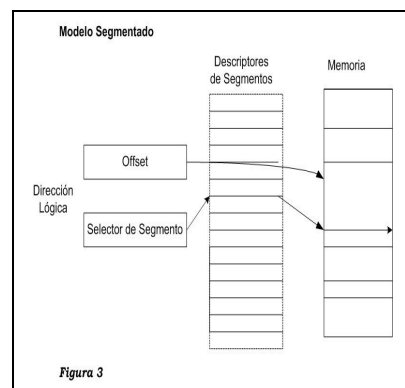 Modelo Segmentado
Descriptores
de Segmentos
Memoria
Offset
Dirección
Lógica
Selector de Segmento
Figura 3